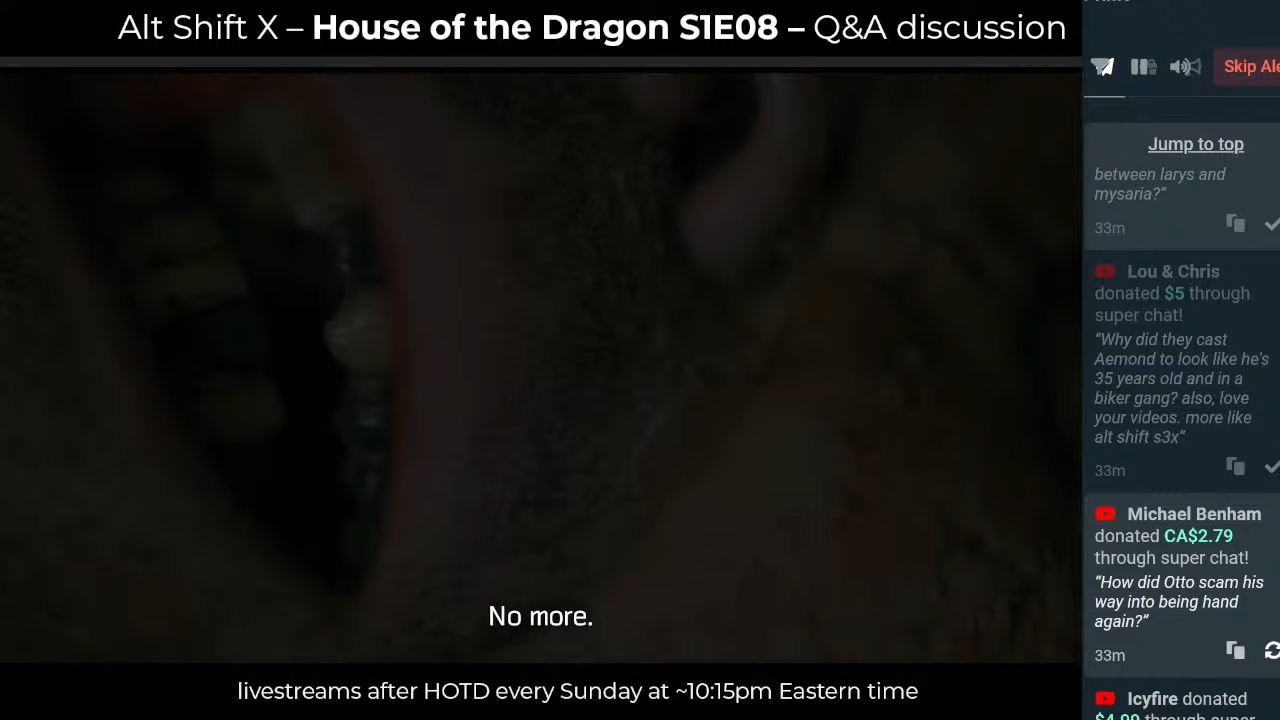 Alt Shift X – House of the Dragon S1E08 – Q&A discussion
No more.
livestreams after HOTD every Sunday at ~10:15pm Eastern time
Skip Ale
Jump to top
between larys and
mysaria?”
33m
Lou & Chris
donated $5 through
super chat!
“Why did they cast
Aemond to look like he's
35 years old and in a
biker gang? also, love
your videos. more like
alt shift s3x”
33m
Michael Benham
donated CA$2.79
through super chat!
“How did Otto scam his
way into being hand
again?”
33m
Icyfire donated
$4.99 through super